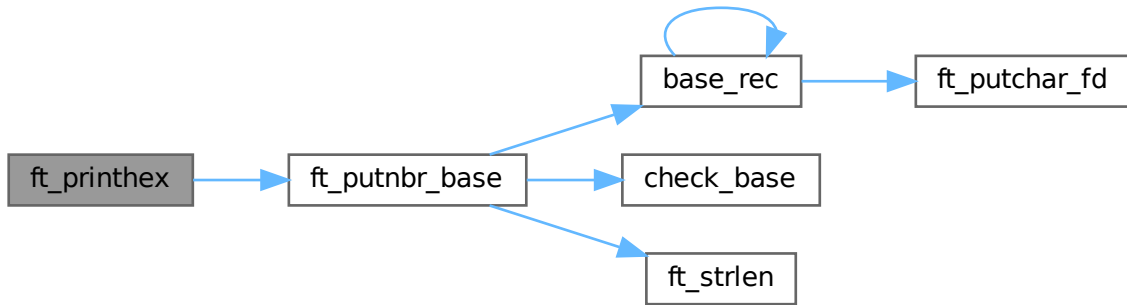 ft_printhex
ft_putnbr_base
base_rec
ft_putchar_fd
check_base
ft_strlen